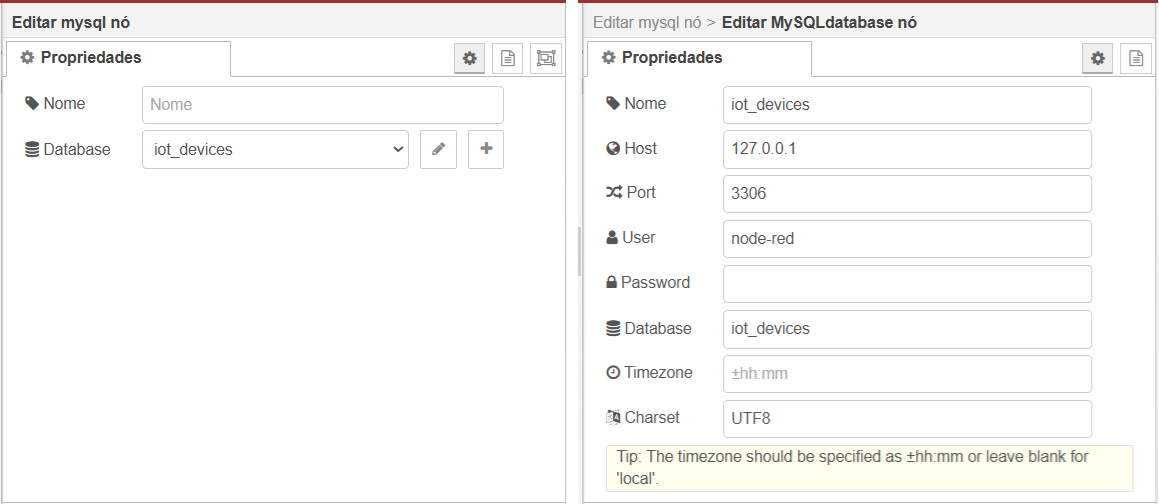 Editar mysql nó
Propriedades
Nome Nome
Database iot_devices
Editar mysql nó > Editar MySQLdatabase nó
Propriedades
Nome iot_devices
Host 127.0.0.1
Port 3306
User node-red
Password
Database iot_devices
Timezone ±hh:mm
Charset UTF8
Tip: The timezone should be specified as ±hh:mm or leave blank for
'local'.